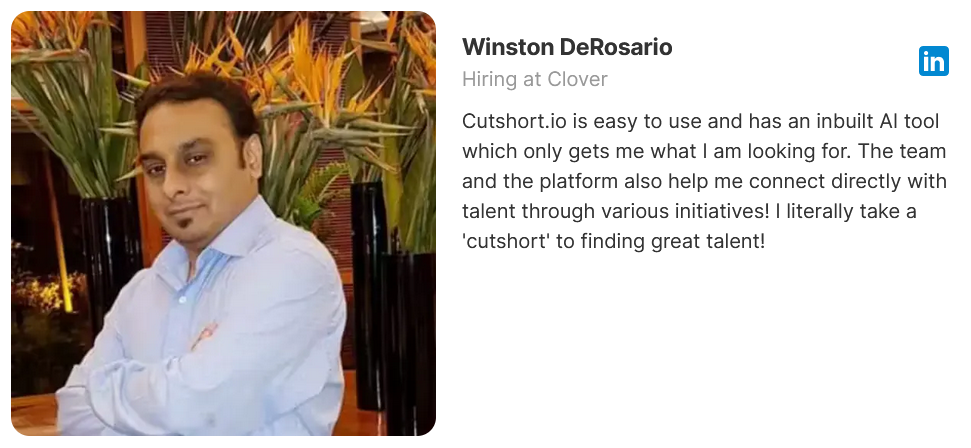 Winston DeRosario
in
Hiring at Clover
Cutshort.io is easy to use and has an inbuilt AI tool
which only gets me what I am looking for. The team
and the platform also help me connect directly with
talent through various initiatives! I literally take a
'cutshort' to finding great talent!